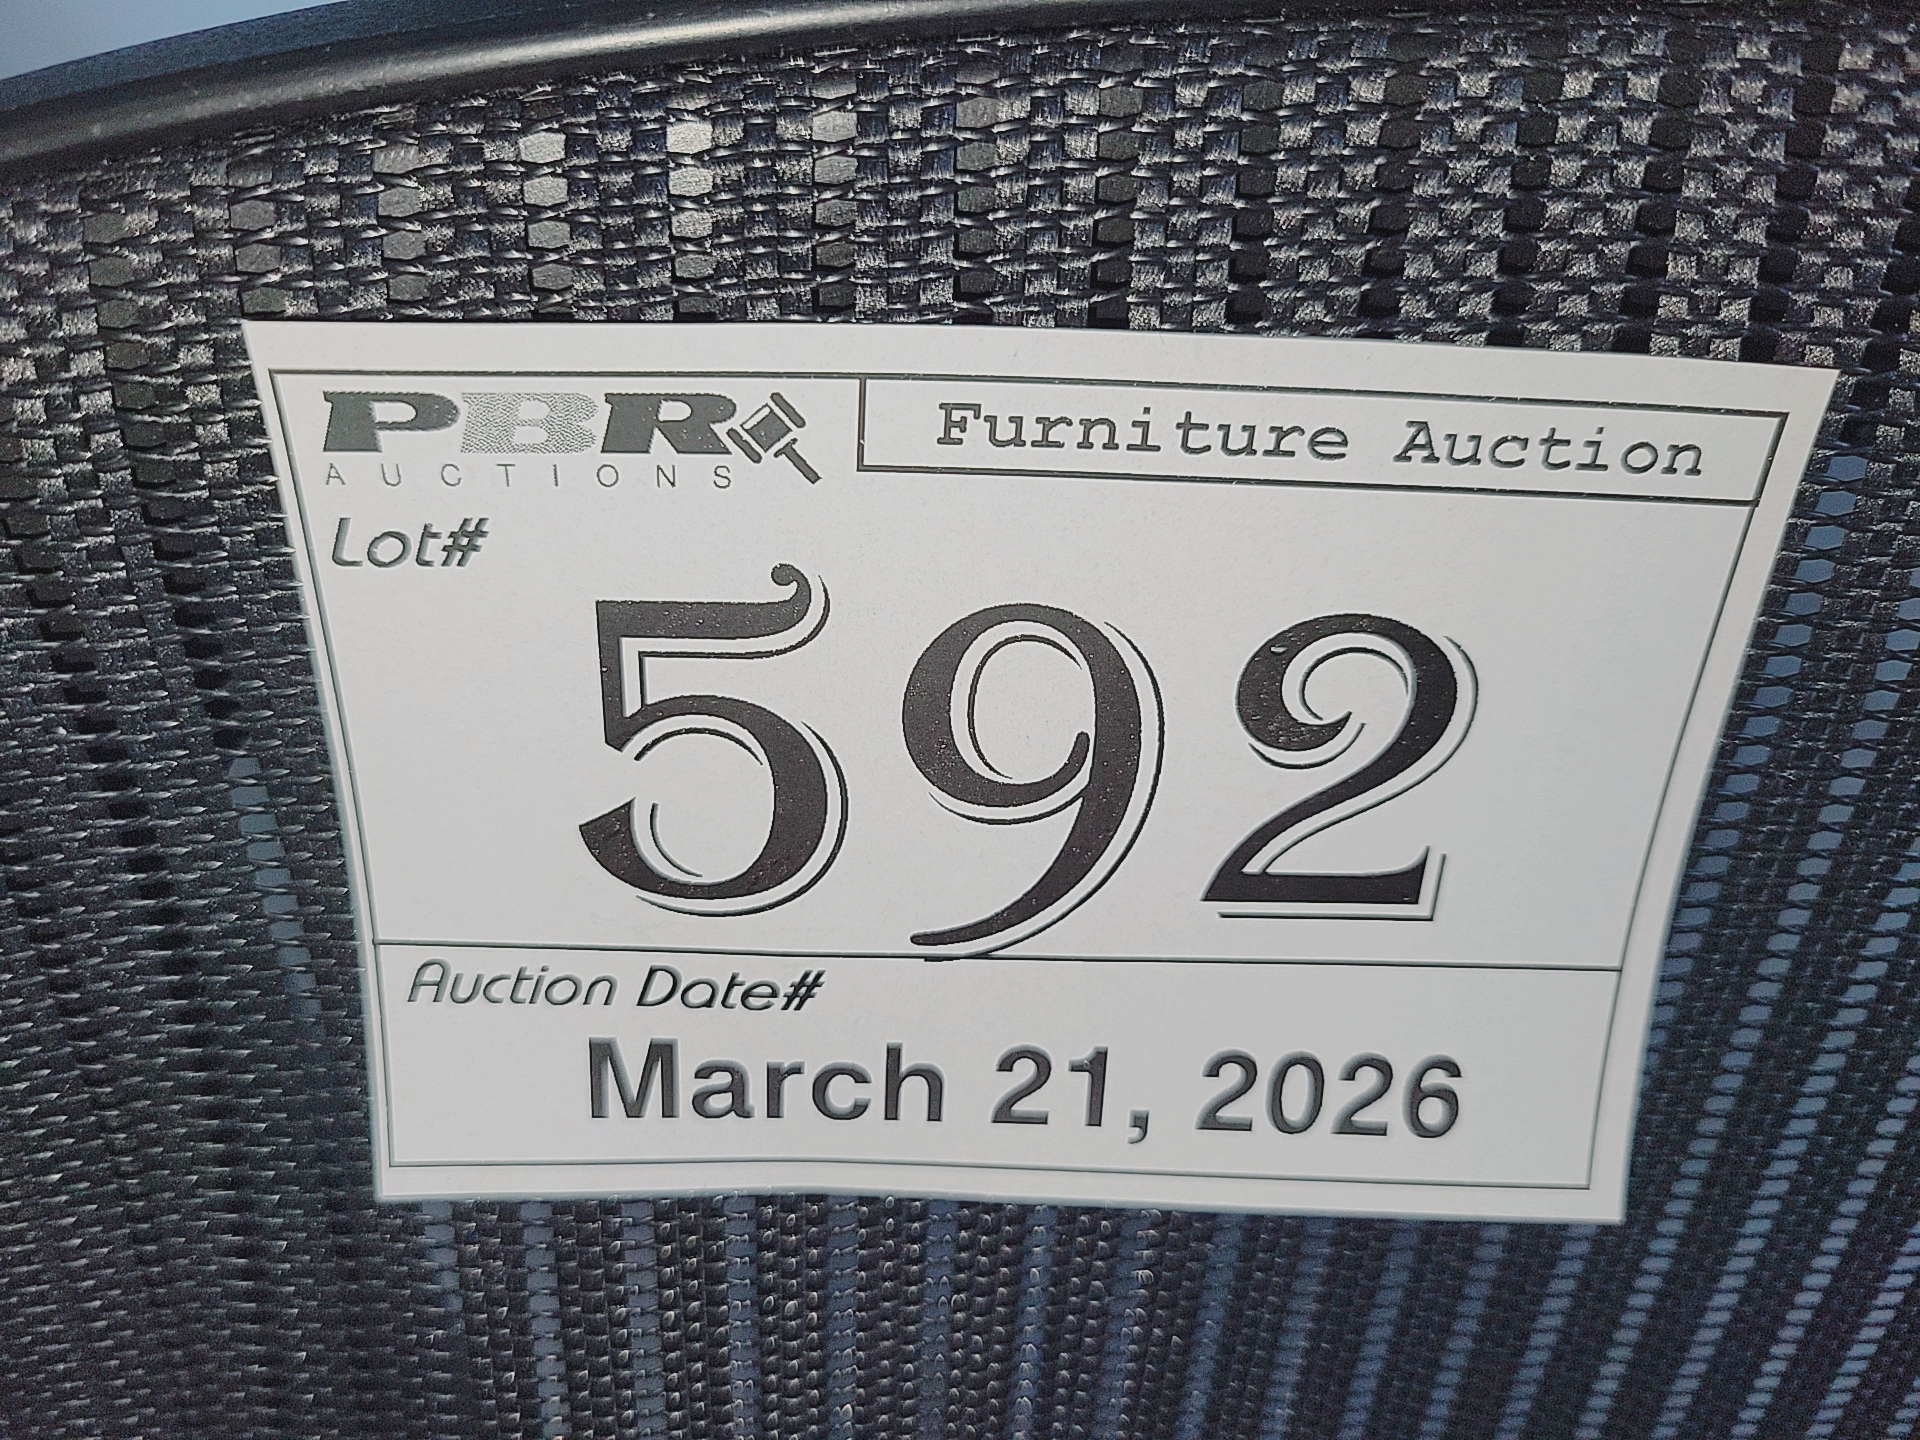 PBR
AUCTIONS
Furniture Auction
Lot#
592
Auction Date#
March 21, 2026